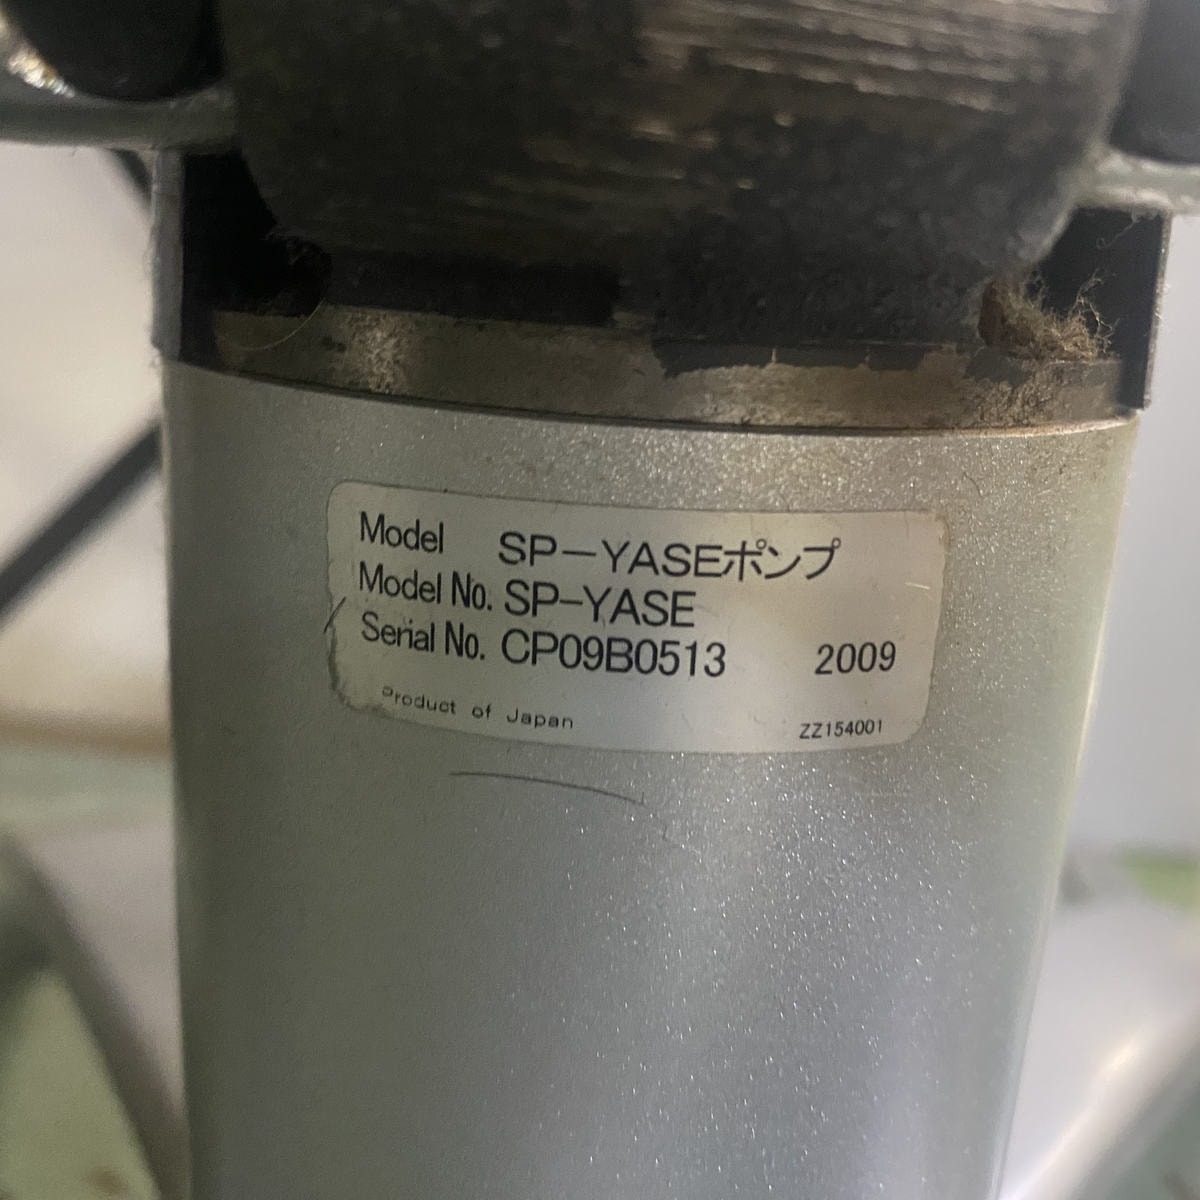 Model SP-YASEポンプ
Model No. SP-YASE
Serial No. CP09B0513 2009
Product of Japan ZZ154001